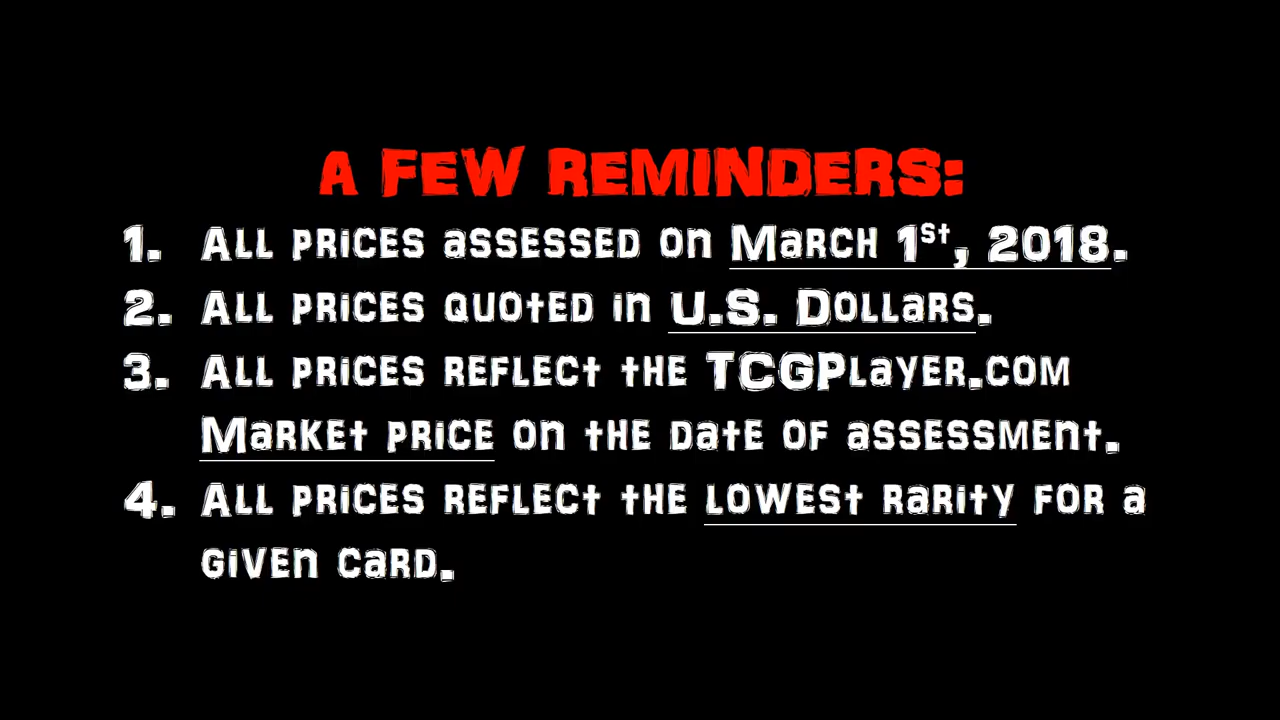 A FEW REMINDERS:
1. All prices assessed on March 1st, 2018.
2. All prices quoted in U.S. Dollars.
3. All prices reflect the TCGPlayer.com
Market price on the date of assessment.
4. All prices reflect the lowest rarity for a
given card.